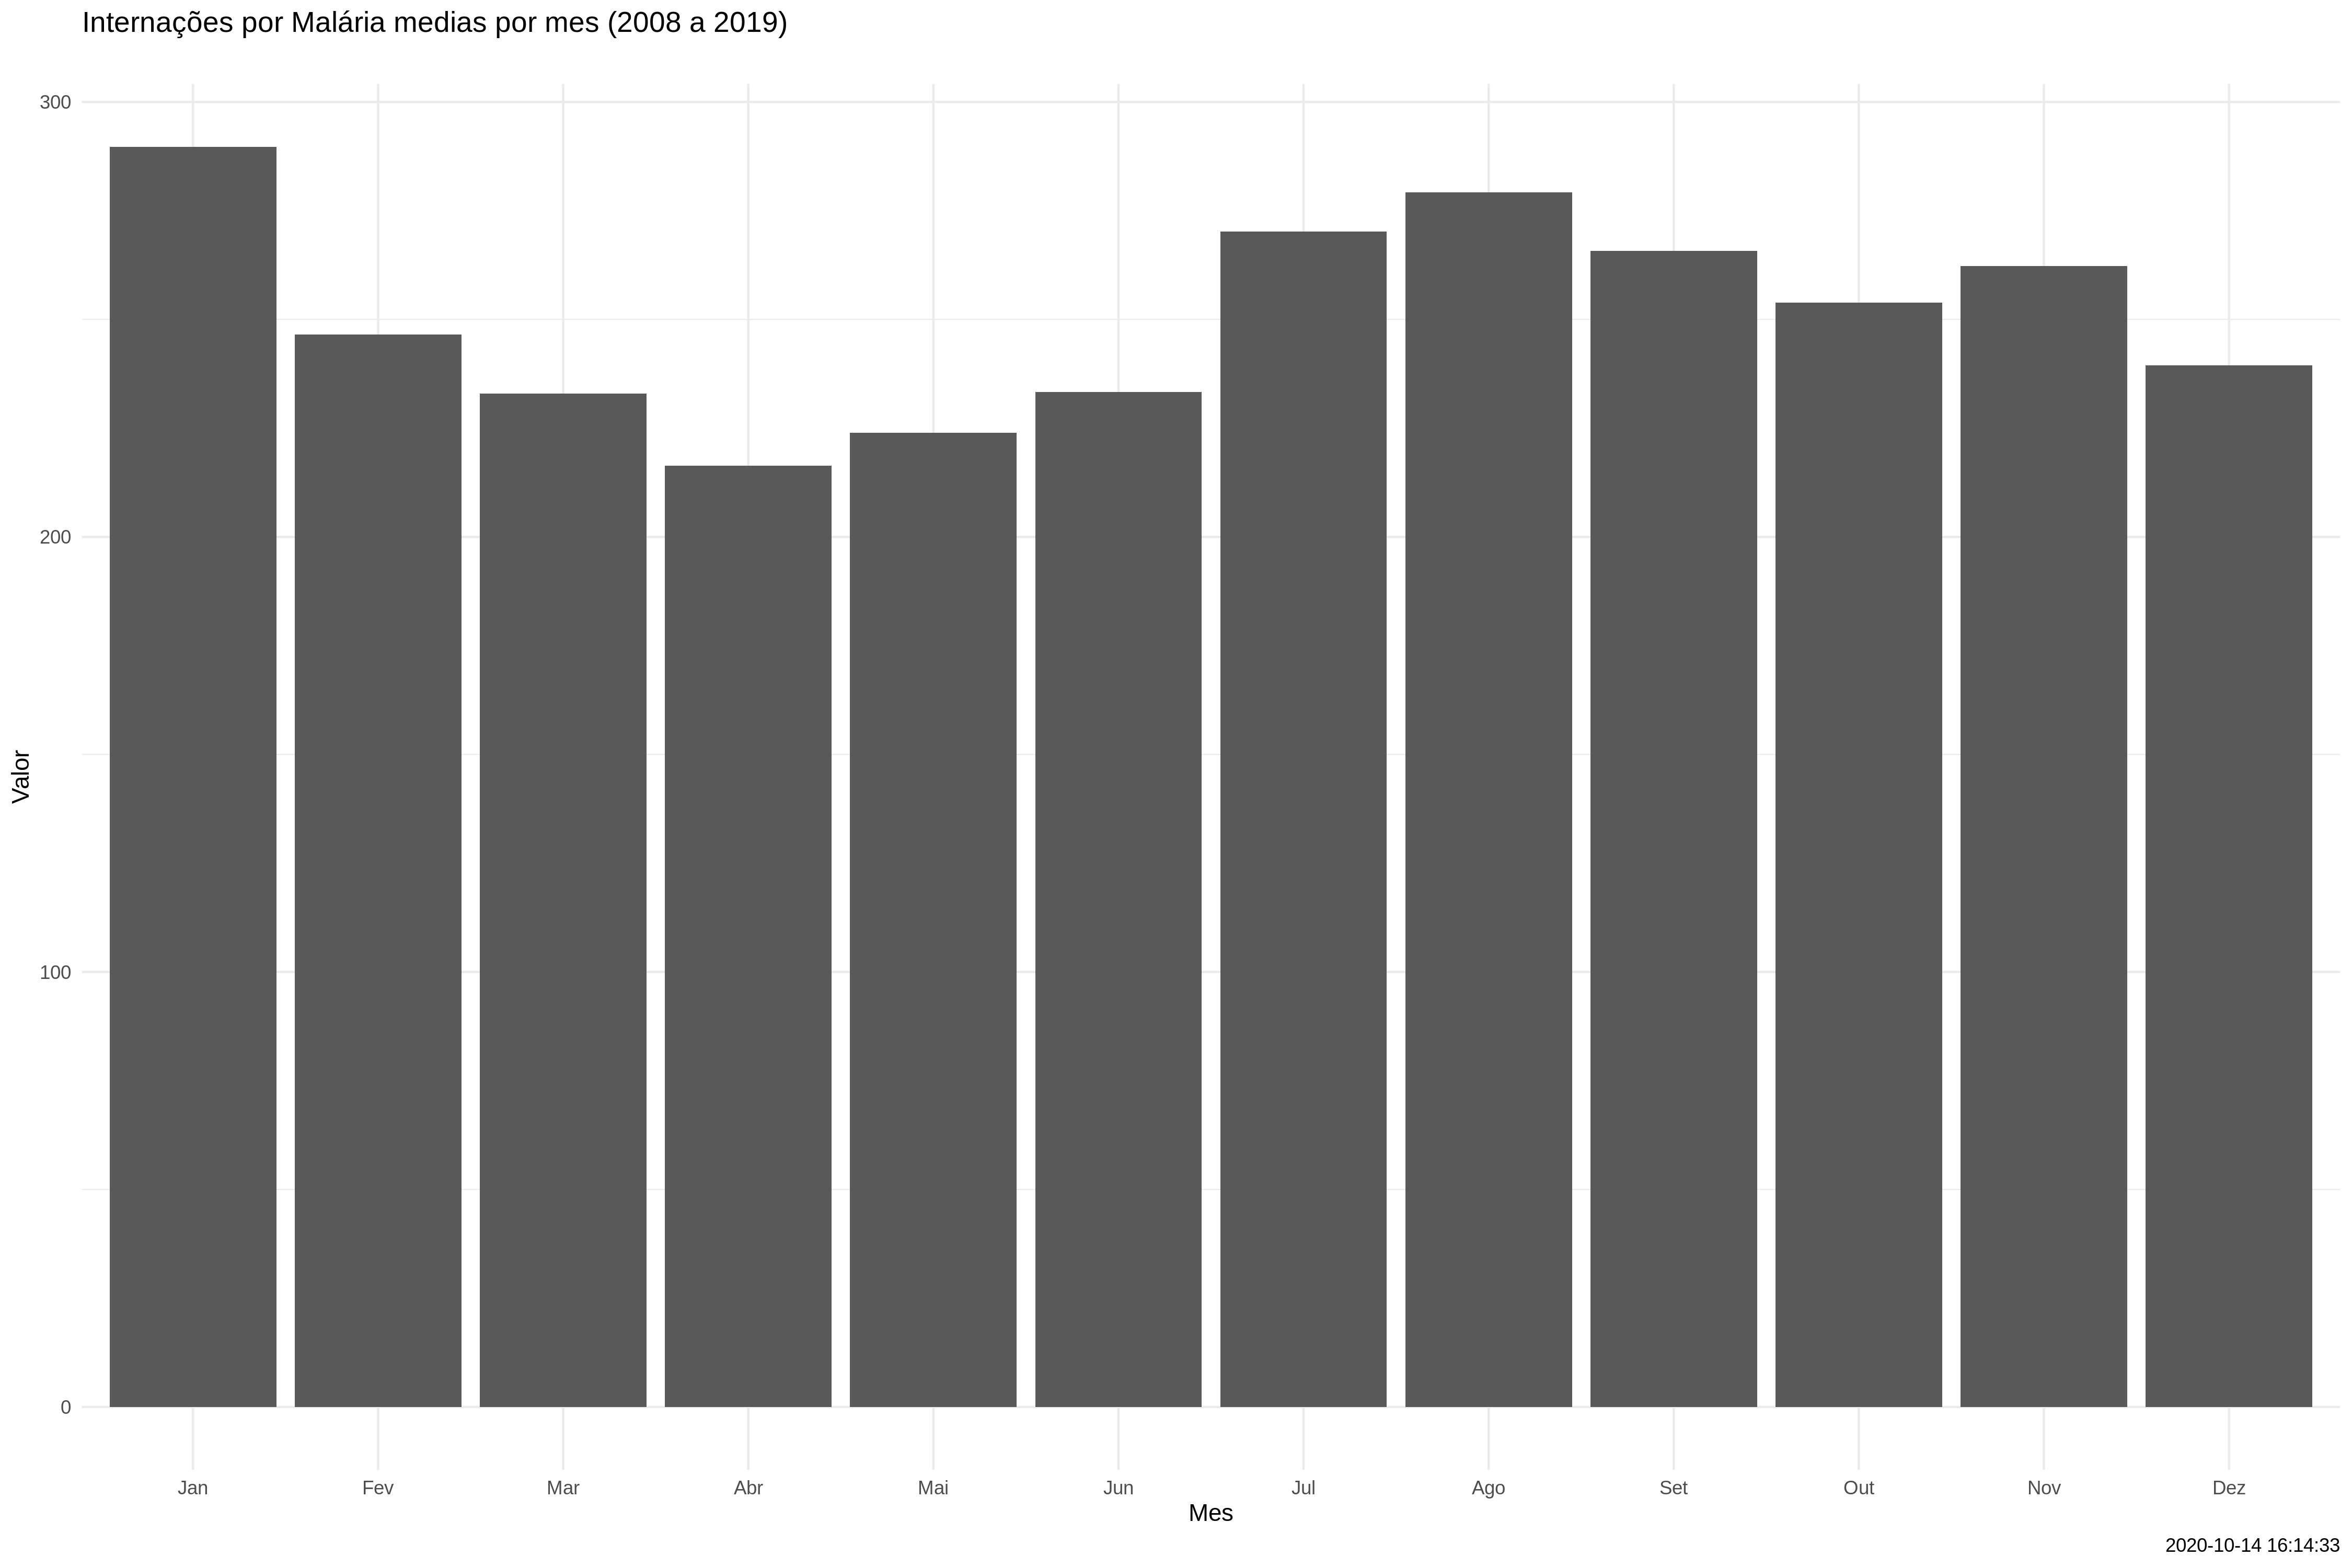 Internações por Malária medias por mes (2008 a 2019)
300
200
100
0
Valor
Jan Fev Mar Abr Mai Jun Jul Ago Set Out Nov Dez
Mes
2020-10-14 16:14:33